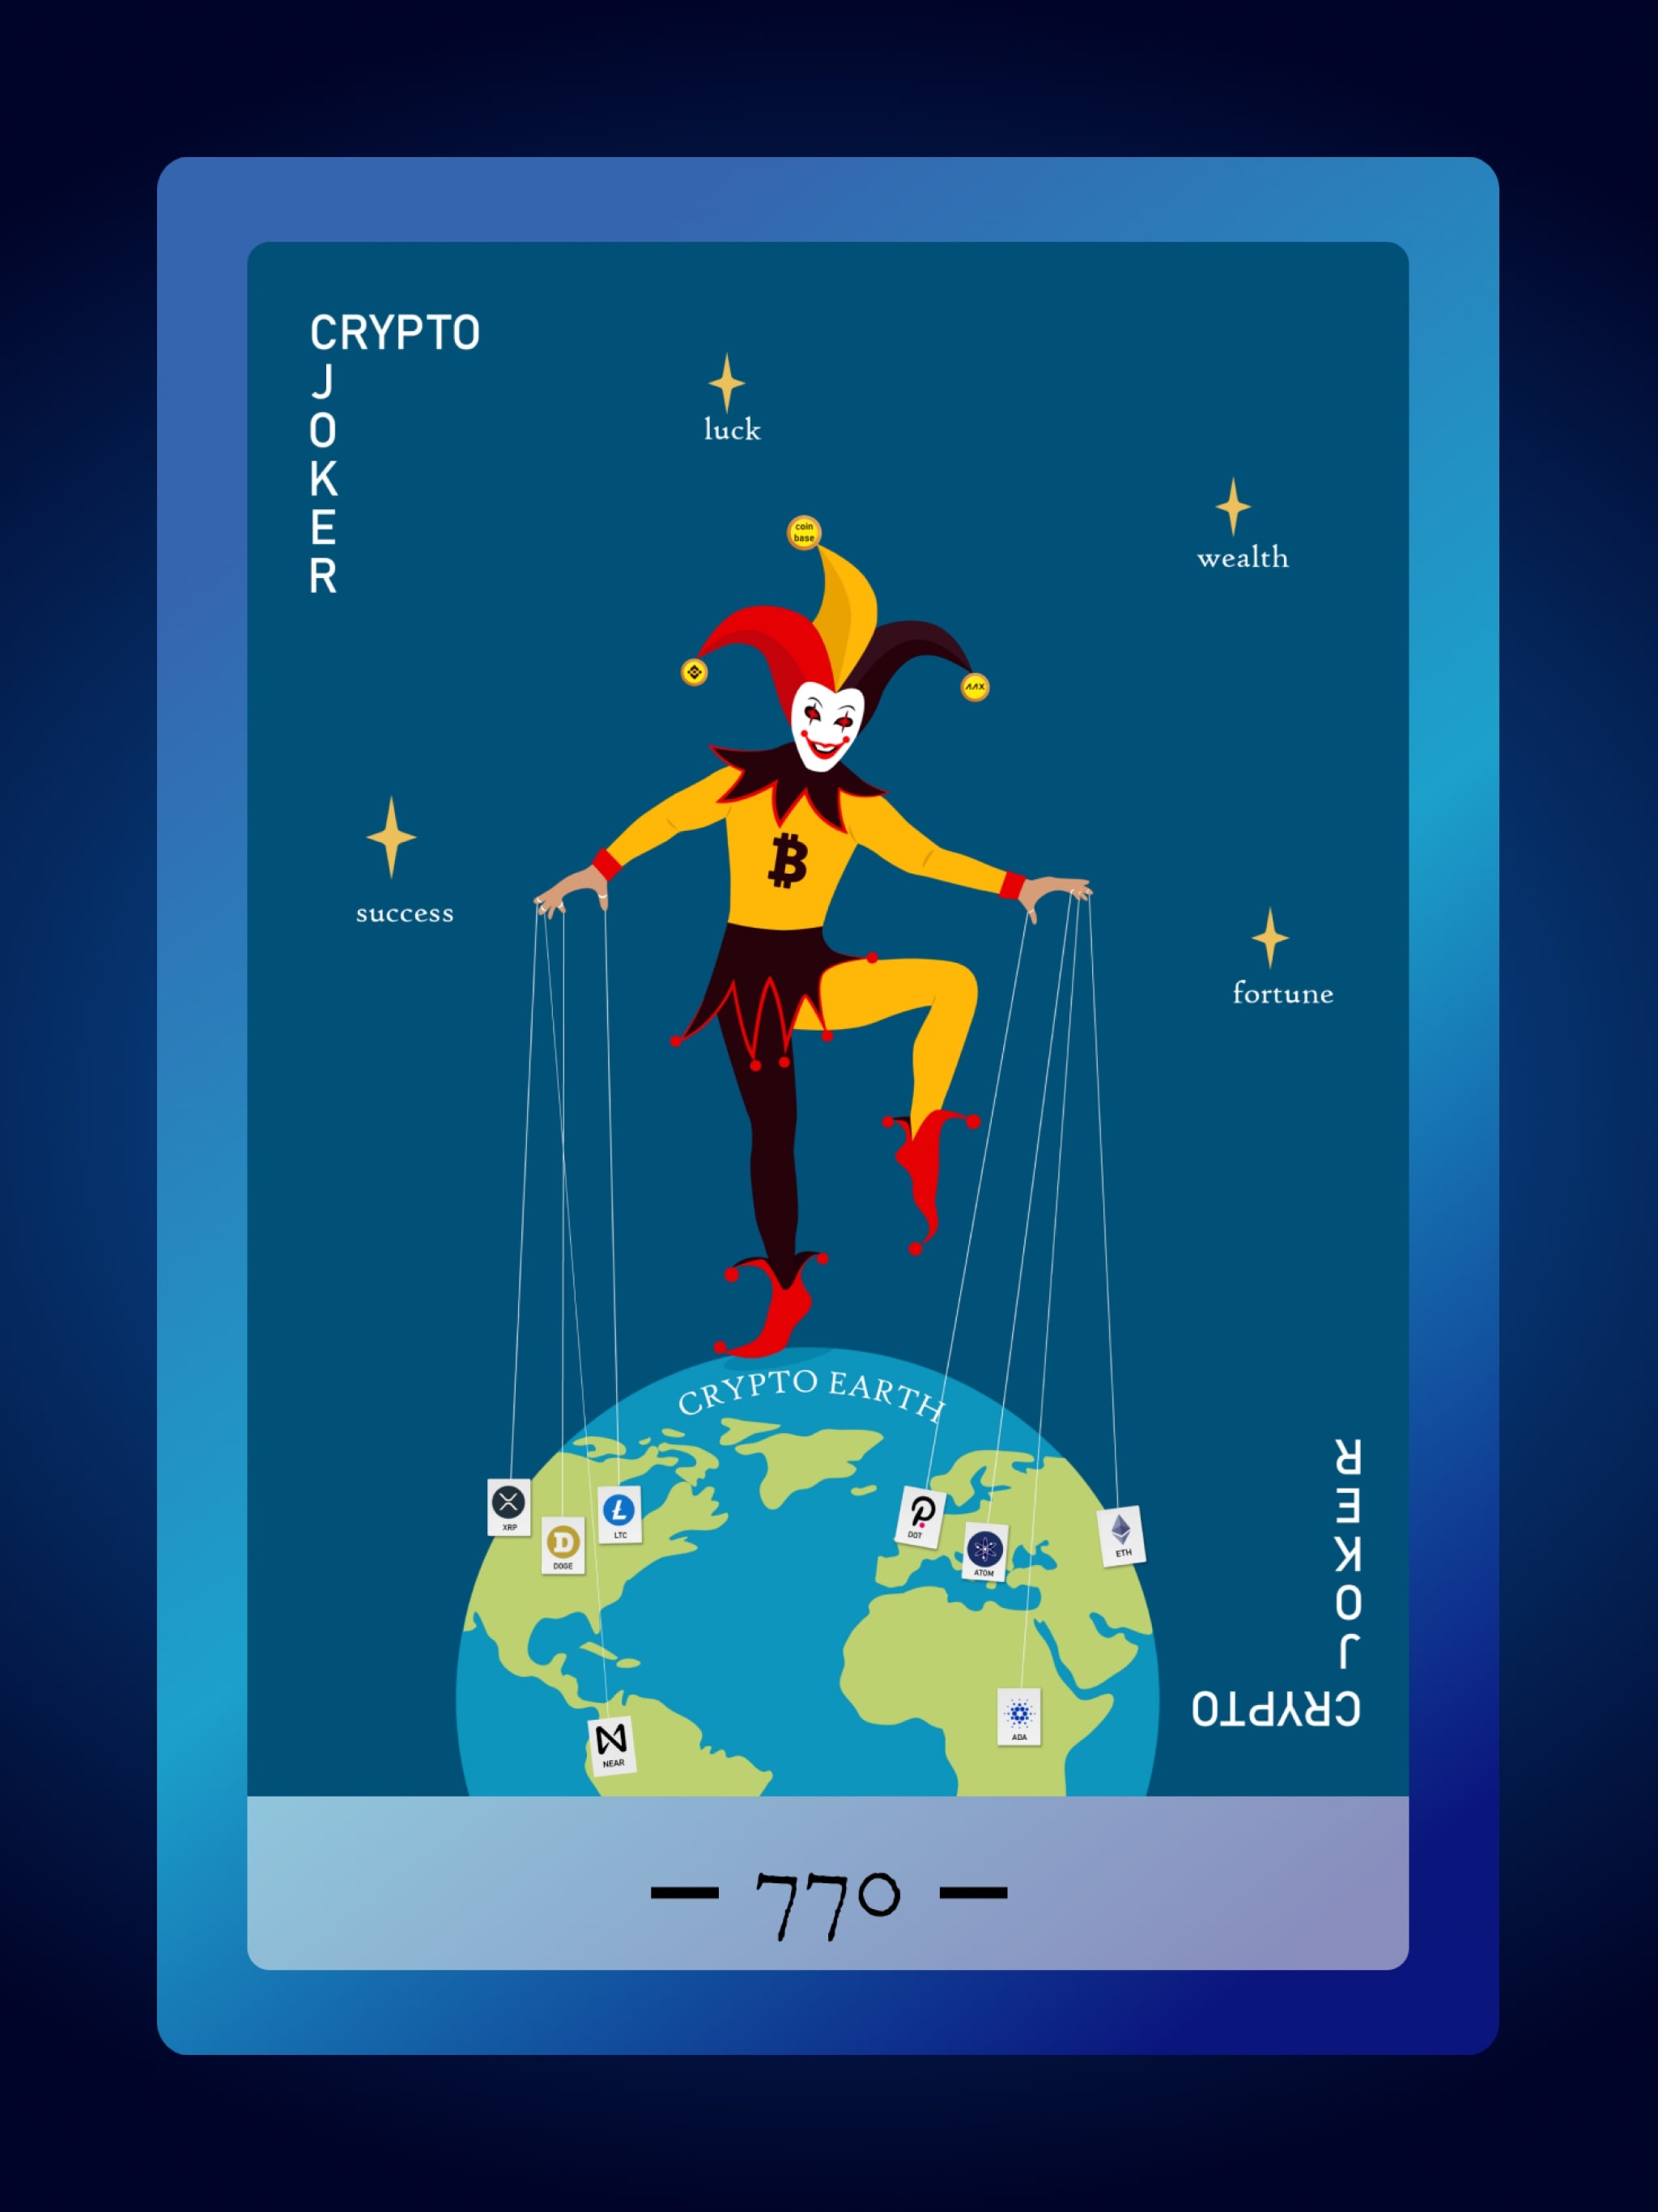 CRYPTO
J
O
K
E
R
luck
wealth
coin
base
AAX
success
fortune
CRYPTO EARTH
XRP
DOGE
LTC
DOT
ATOM
ETH
NEAR
ADA
CRYPTO
J
O
K
E
R
— 770 —